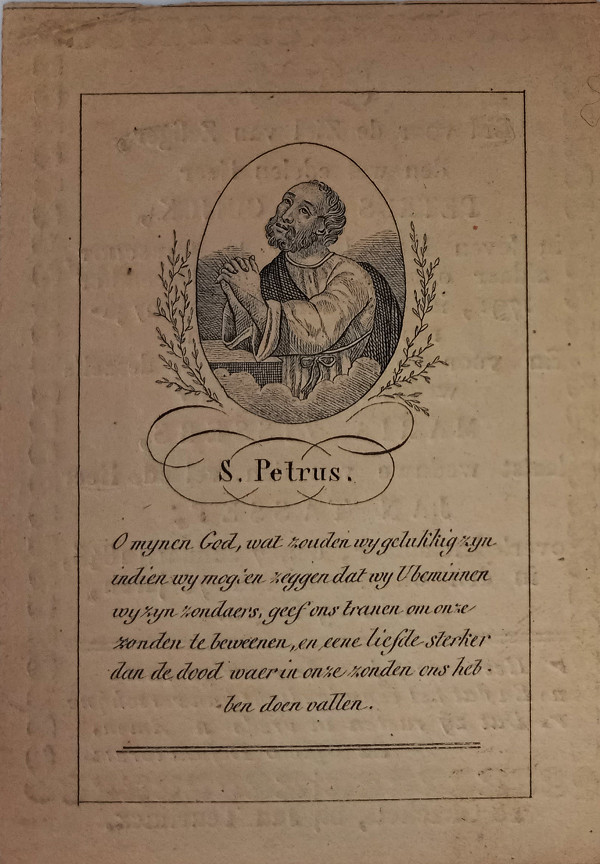 S. Petrus.
O mynen God, wat zouden wy gelukkig zyn
indien wy mogten zeggen dat wy U beminnen
wy zyn zondaers, geef ons tranen om onze
zonden te beweenen, en eene liefde sterker
dan de dood waer in onze zonden ons heb-
ben doen vallen.